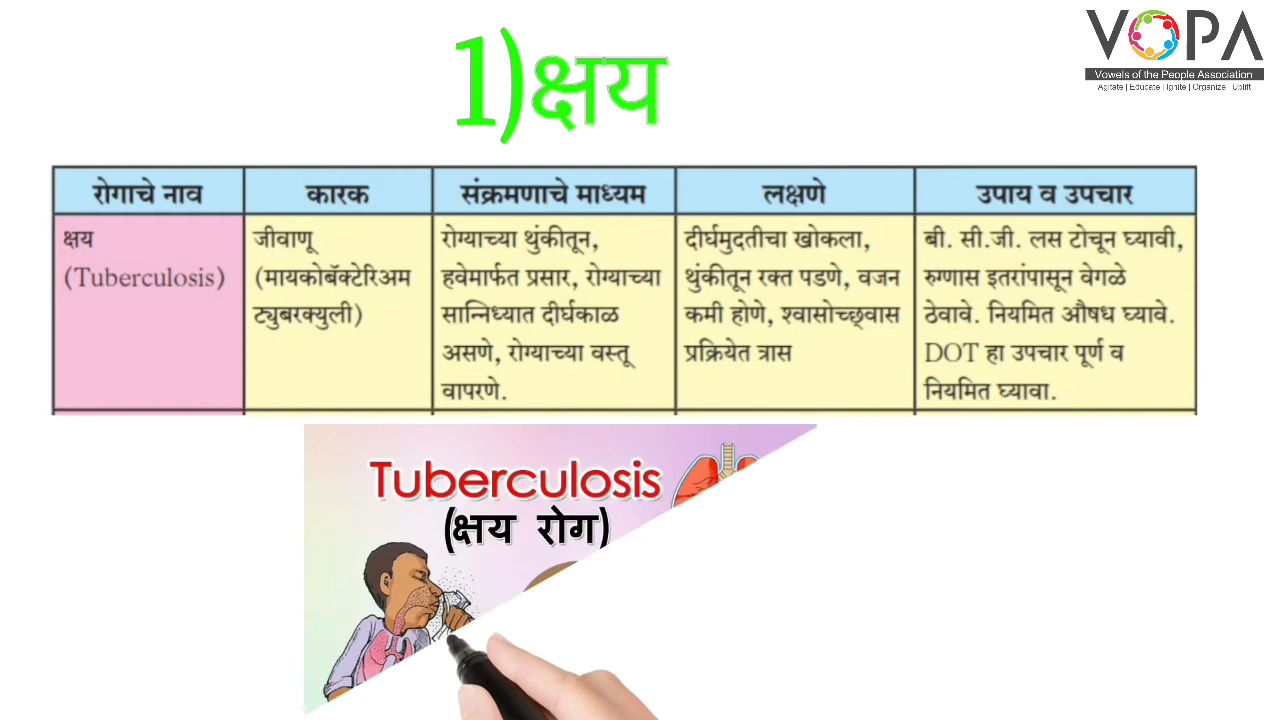 1)क्षय
VOPA
Vowels of the People Association
Agitate | Educate | Ignite | Organize | Uplift
रोगाचे नाव
कारक
संक्रमणाचे माध्यम
लक्षणे
उपाय व उपचार
क्षय
(Tuberculosis)
जीवाणू
(मायकोबॅक्टेरिअम
ट्युबरक्युली)
रोग्याच्या थुंकीतून,
हवेमार्फत प्रसार, रोग्याच्या
सान्निध्यात दीर्घकाळ
असणे, रोग्याच्या वस्तू
वापरणे.
दीर्घमुदतीचा खोकला,
थुंकीतून रक्त पडणे, वजन
कमी होणे, श्वासोच्छ्‌वास
प्रक्रियेत त्रास
बी. सी.जी. लस टोचून घ्यावी,
रुग्णास इतरांपासून वेगळे
ठेवावे. नियमित औषध घ्यावे.
DOT हा उपचार पूर्ण व
नियमित घ्यावा.
Tuberculosis
(क्षय रोग)